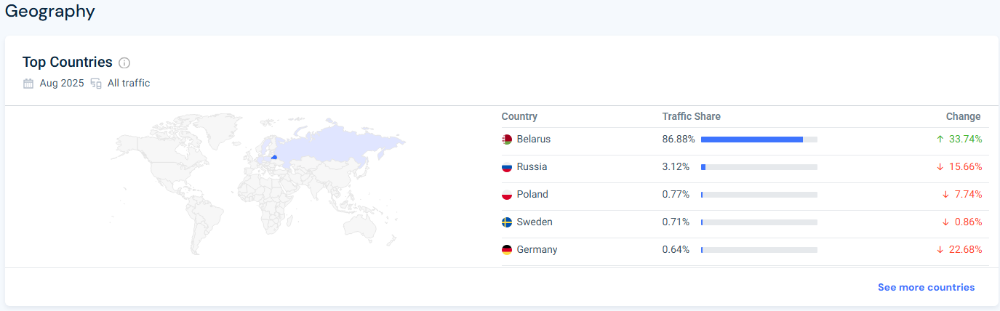 Geography
Top Countries
Aug 2025 All traffic
Country Traffic Share Change
Belarus 86.88% ↑ 33.74%
Russia 3.12% ↓ 15.66%
Poland 0.77% ↓ 7.74%
Sweden 0.71% ↓ 0.86%
Germany 0.64% ↓ 22.68%
See more countries